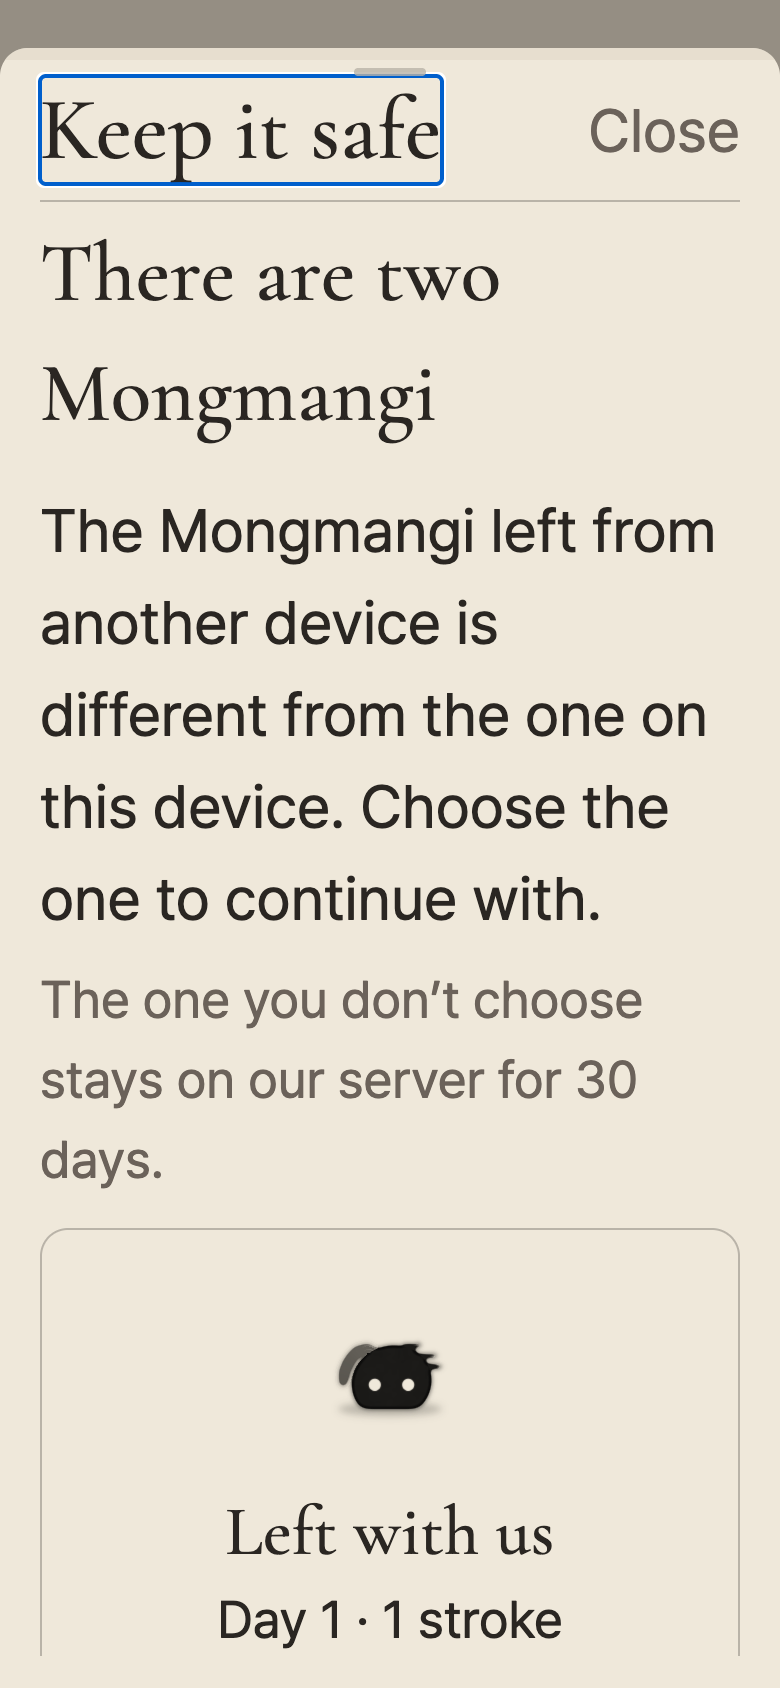 Keep it safe
Close
There are two
Mongmangi
The Mongmangi left from
another device is
different from the one on
this device. Choose the
one to continue with.
The one you don’t choose
stays on our server for 30
days.
Left with us
Day 1 · 1 stroke